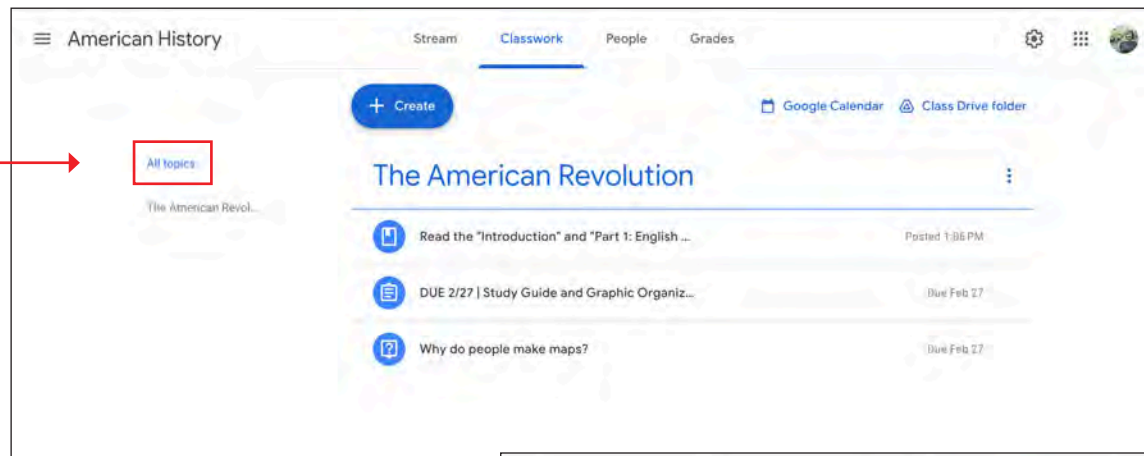 American History
Stream Classwork People Grades
+ Create
Google Calendar Class Drive folder
All topics
The American Revol...
The American Revolution
Read the "Introduction" and "Part 1: English ...
Posted 1:06 PM
DUE 2/27 | Study Guide and Graphic Organiz...
Due Feb 27
Why do people make maps?
Due Feb 27